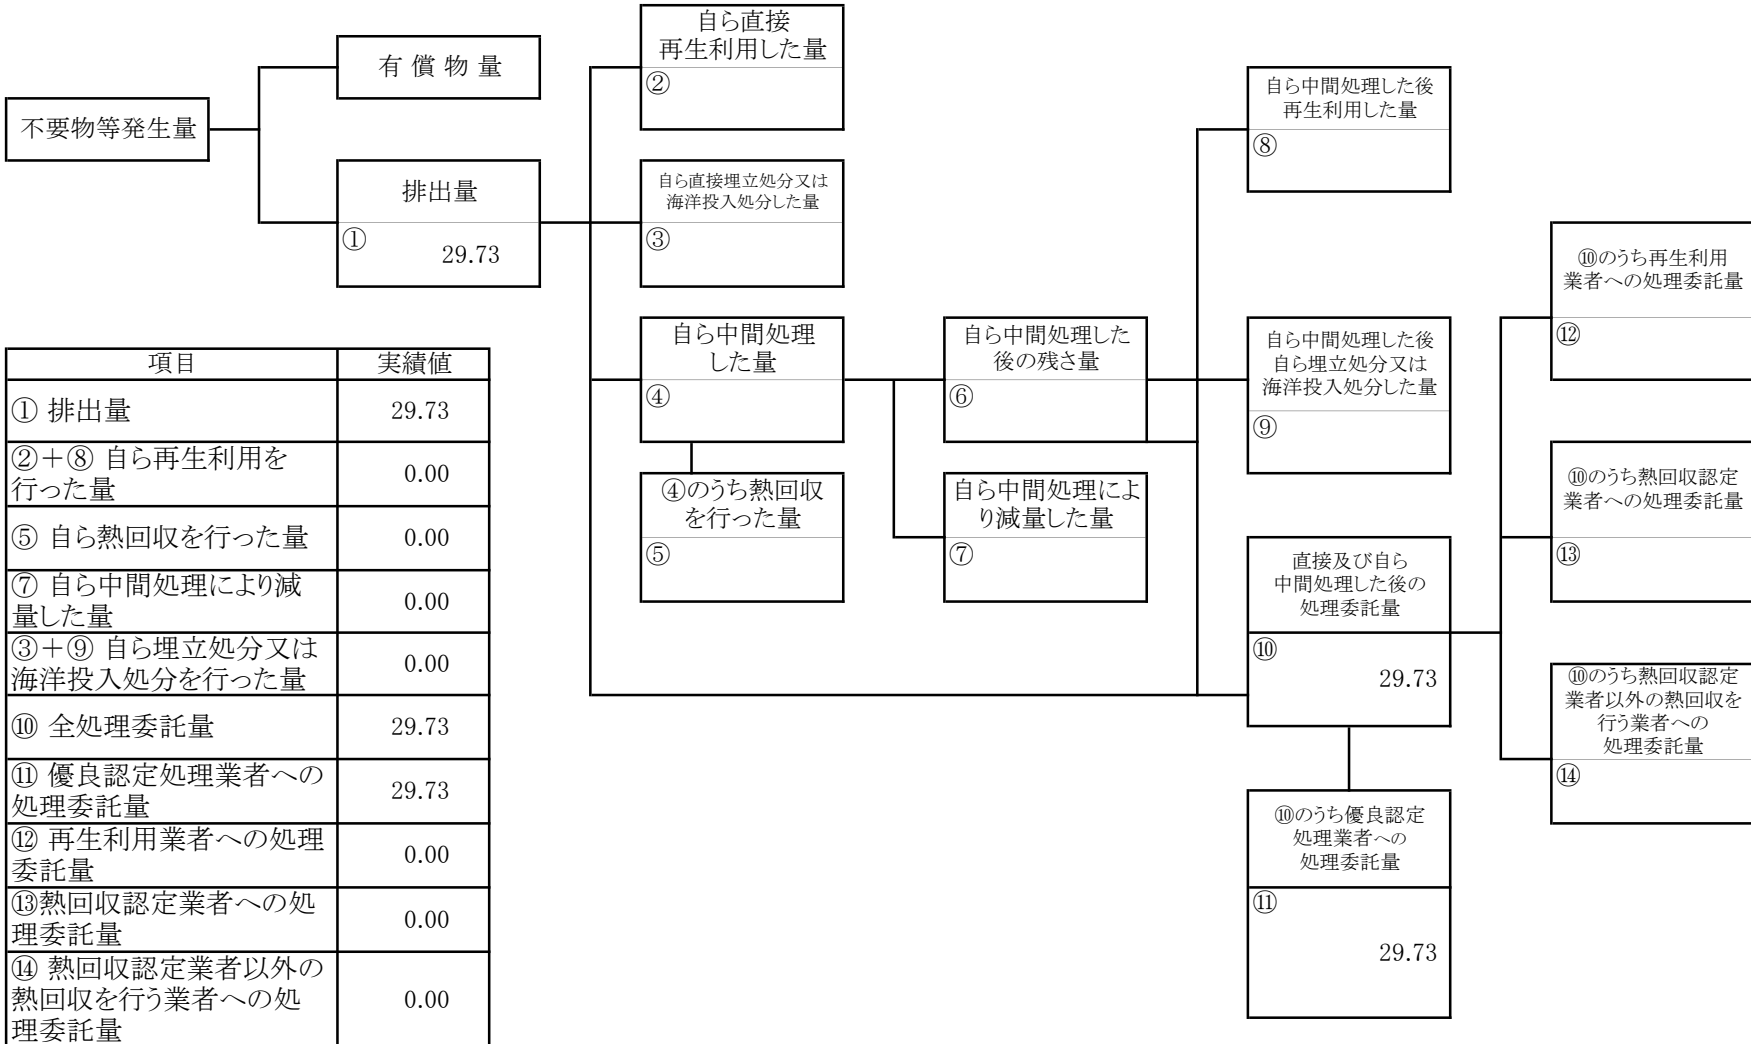 不要物等発生量
有 償 物 量
排出量
①
29.73
自ら直接
再生利用した量
②
自ら直接埋立処分又は
海洋投入処分した量
③
自ら中間処理
した量
④
④のうち熱回収
を行った量
⑤
自ら中間処理した
後の残さ量
⑥
自ら中間処理によ
り減量した量
⑦
自ら中間処理した後
再生利用した量
⑧
自ら中間処理した後
自ら埋立処分又は
海洋投入処分した量
⑨
直接及び自ら
中間処理した後の
処理委託量
⑩
29.73
⑩のうち優良認定
処理業者への
処理委託量
⑪
29.73
⑩のうち再生利用
業者への処理委託量
⑫
⑩のうち熱回収認定
業者への処理委託量
⑬
⑩のうち熱回収認定
業者以外の熱回収を
行う業者への
処理委託量
⑭
項目 実績値
① 排出量 29.73
②+⑧ 自ら再生利用を
行った量 0.00
⑤ 自ら熱回収を行った量 0.00
⑦ 自ら中間処理により減
量した量 0.00
③+⑨ 自ら埋立処分又は
海洋投入処分を行った量 0.00
⑩ 全処理委託量 29.73
⑪ 優良認定処理業者への
処理委託量 29.73
⑫ 再生利用業者への処理
委託量 0.00
⑬熱回収認定業者への処
理委託量 0.00
⑭ 熱回収認定業者以外の
熱回収を行う業者への処 0.00
理委託量